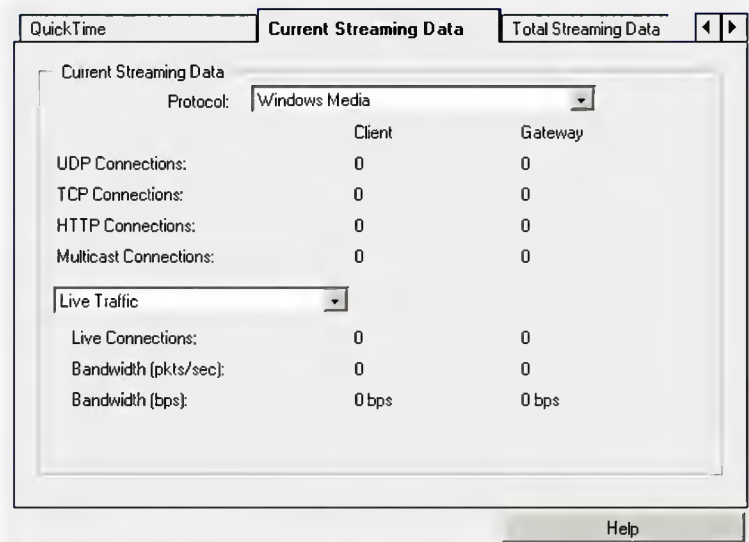 QuickTime Current Streaming Data Total Streaming Data
Current Streaming Data
Protocol: Windows Media
Client Gateway
UDP Connections: 0 0
TCP Connections: 0 0
HTTP Connections: 0 0
Multicast Connections: 0 0
Live Traffic
Live Connections: 0 0
Bandwidth (pkts/sec): 0 0
Bandwidth (bps): 0 bps 0 bps
Help